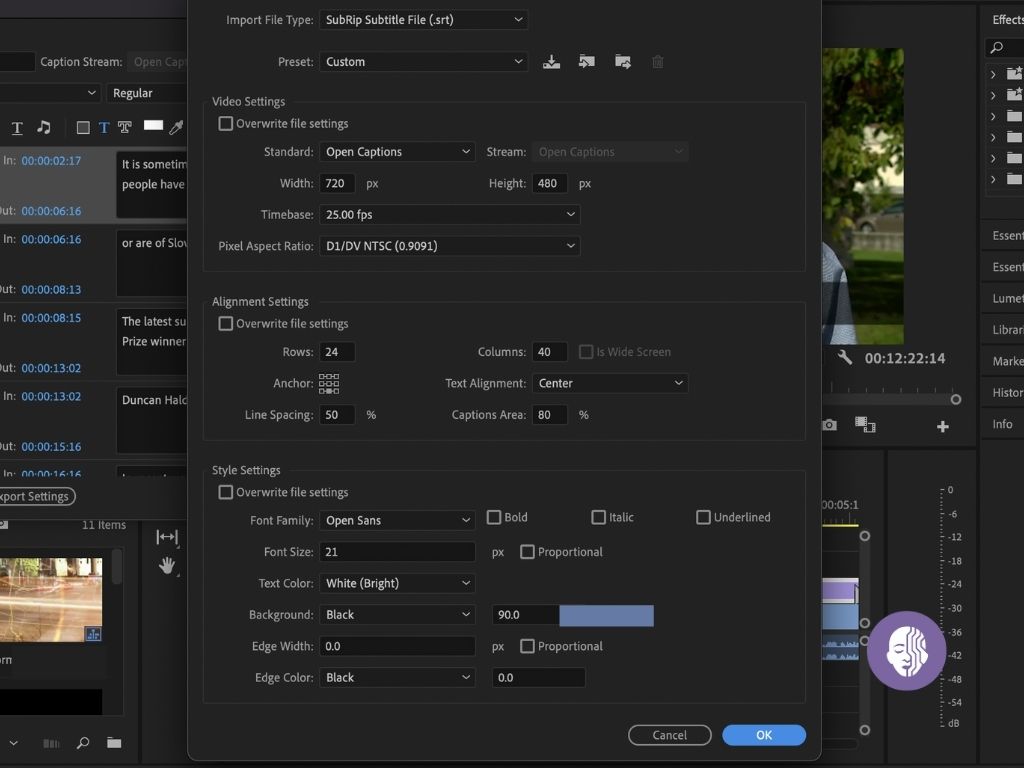 Import File Type: SubRip Subtitle File (.srt)
Preset: Custom
Video Settings
Overwrite file settings
Standard: Open Captions Stream: Open Captions
Width: 720 px Height: 480 px
Timebase: 25.00 fps
Pixel Aspect Ratio: D1/DV NTSC (0.9091)
Alignment Settings
Overwrite file settings
Rows: 24 Columns: 40 Is Wide Screen
Anchor: Text Alignment: Center
Line Spacing: 50 % Captions Area: 80 %
Style Settings
Overwrite file settings
Font Family: Open Sans Bold Italic Underlined
Font Size: 21 px Proportional
Text Color: White (Bright)
Background: Black 90.0
Edge Width: 0.0 px Proportional
Edge Color: Black 0.0
Cancel OK
Caption Stream: Open Capt
Regular
In: 00:00:02:17
It is sometim
people have
Out: 00:00:06:16
In: 00:00:06:16
or are of Slov
Out: 00:00:08:13
In: 00:00:08:15
The latest su
Prize winner
Out: 00:00:13:02
In: 00:00:13:02
Duncan Hald
Out: 00:00:15:16
In: 00:00:16:16
xport Settings
11 Items
orn
Effects
Essent
Essent
Lumet
Librari
Marke
Histor
Info
00:12:22:14
00:05:1
0
-6
-12
-18
-24
-30
-36
-42
-48
-54
dB